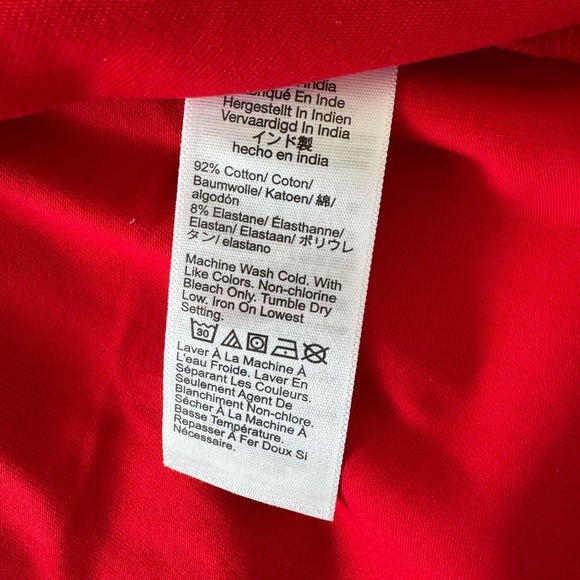 India
En Inde
Hergestellt In Indien
Vervaardigd In India
インド製
hecho en india
92% Cotton/ Coton/
Baumwolle/ Katoen/ 綿/
algodón
8% Elastane/ Élasthanne/
Elastan/ Elastaan/ ポリウレ
タン/ elastano
Machine Wash Cold. With
Like Colors. Non-chlorine
Bleach Only. Tumble Dry
Low. Iron On Lowest
Setting.
30
Laver À La Machine À
L'eau Froide. Laver En
Séparant Les Couleurs.
Seulement Agent De
Blanchiment Non-chlore.
Sécher À La Machine À
Basse Température.
Repasser À Fer Doux Si
Nécessaire.